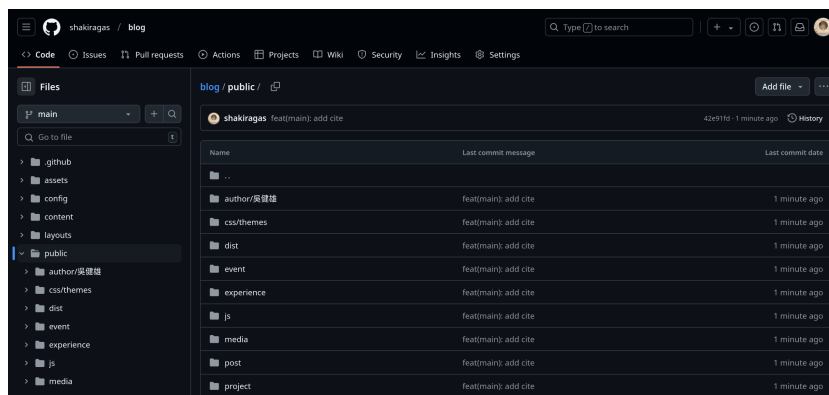 shakiragas / blog
Type / to search
Code Issues Pull requests Actions Projects Wiki Security Insights Settings
Files
main
Go to file t
.github
assets
config
content
layouts
public
author/吳健雄
css/themes
dist
event
experience
js
media
blog / public /
Add file
shakiragas feat(main): add cite 42e91fd · 1 minute ago History
Name Last commit message Last commit date
..
author/吳健雄 feat(main): add cite 1 minute ago
css/themes feat(main): add cite 1 minute ago
dist feat(main): add cite 1 minute ago
event feat(main): add cite 1 minute ago
experience feat(main): add cite 1 minute ago
js feat(main): add cite 1 minute ago
media feat(main): add cite 1 minute ago
post feat(main): add cite 1 minute ago
project feat(main): add cite 1 minute ago